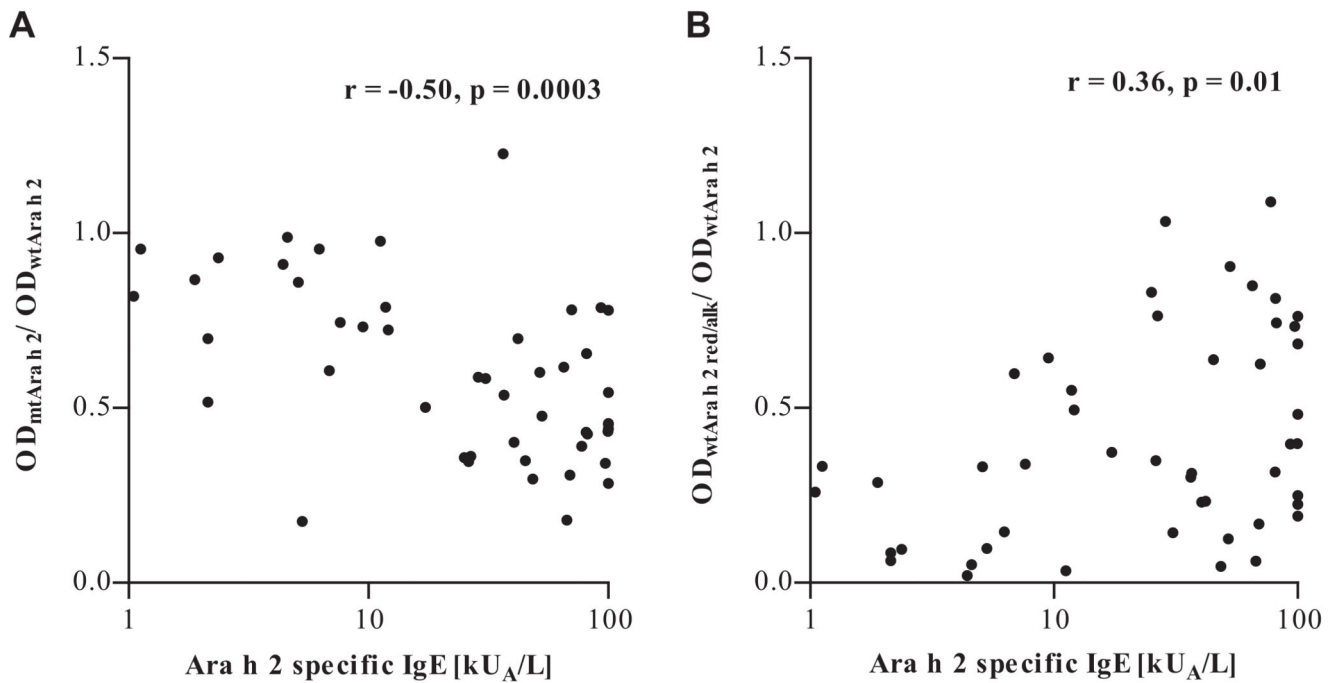 A
B
1.5
r = -0.50, p = 0.0003
1.0
0.5
0.0
1
10
100
OD mtAra h 2/ OD wtAra h 2
Ara h 2 specific IgE [kU A/L]
1.5
r = 0.36, p = 0.01
1.0
0.5
0.0
1
10
100
OD wtAra h 2 red/alk/ OD wtAra h 2
Ara h 2 specific IgE [kU A/L]